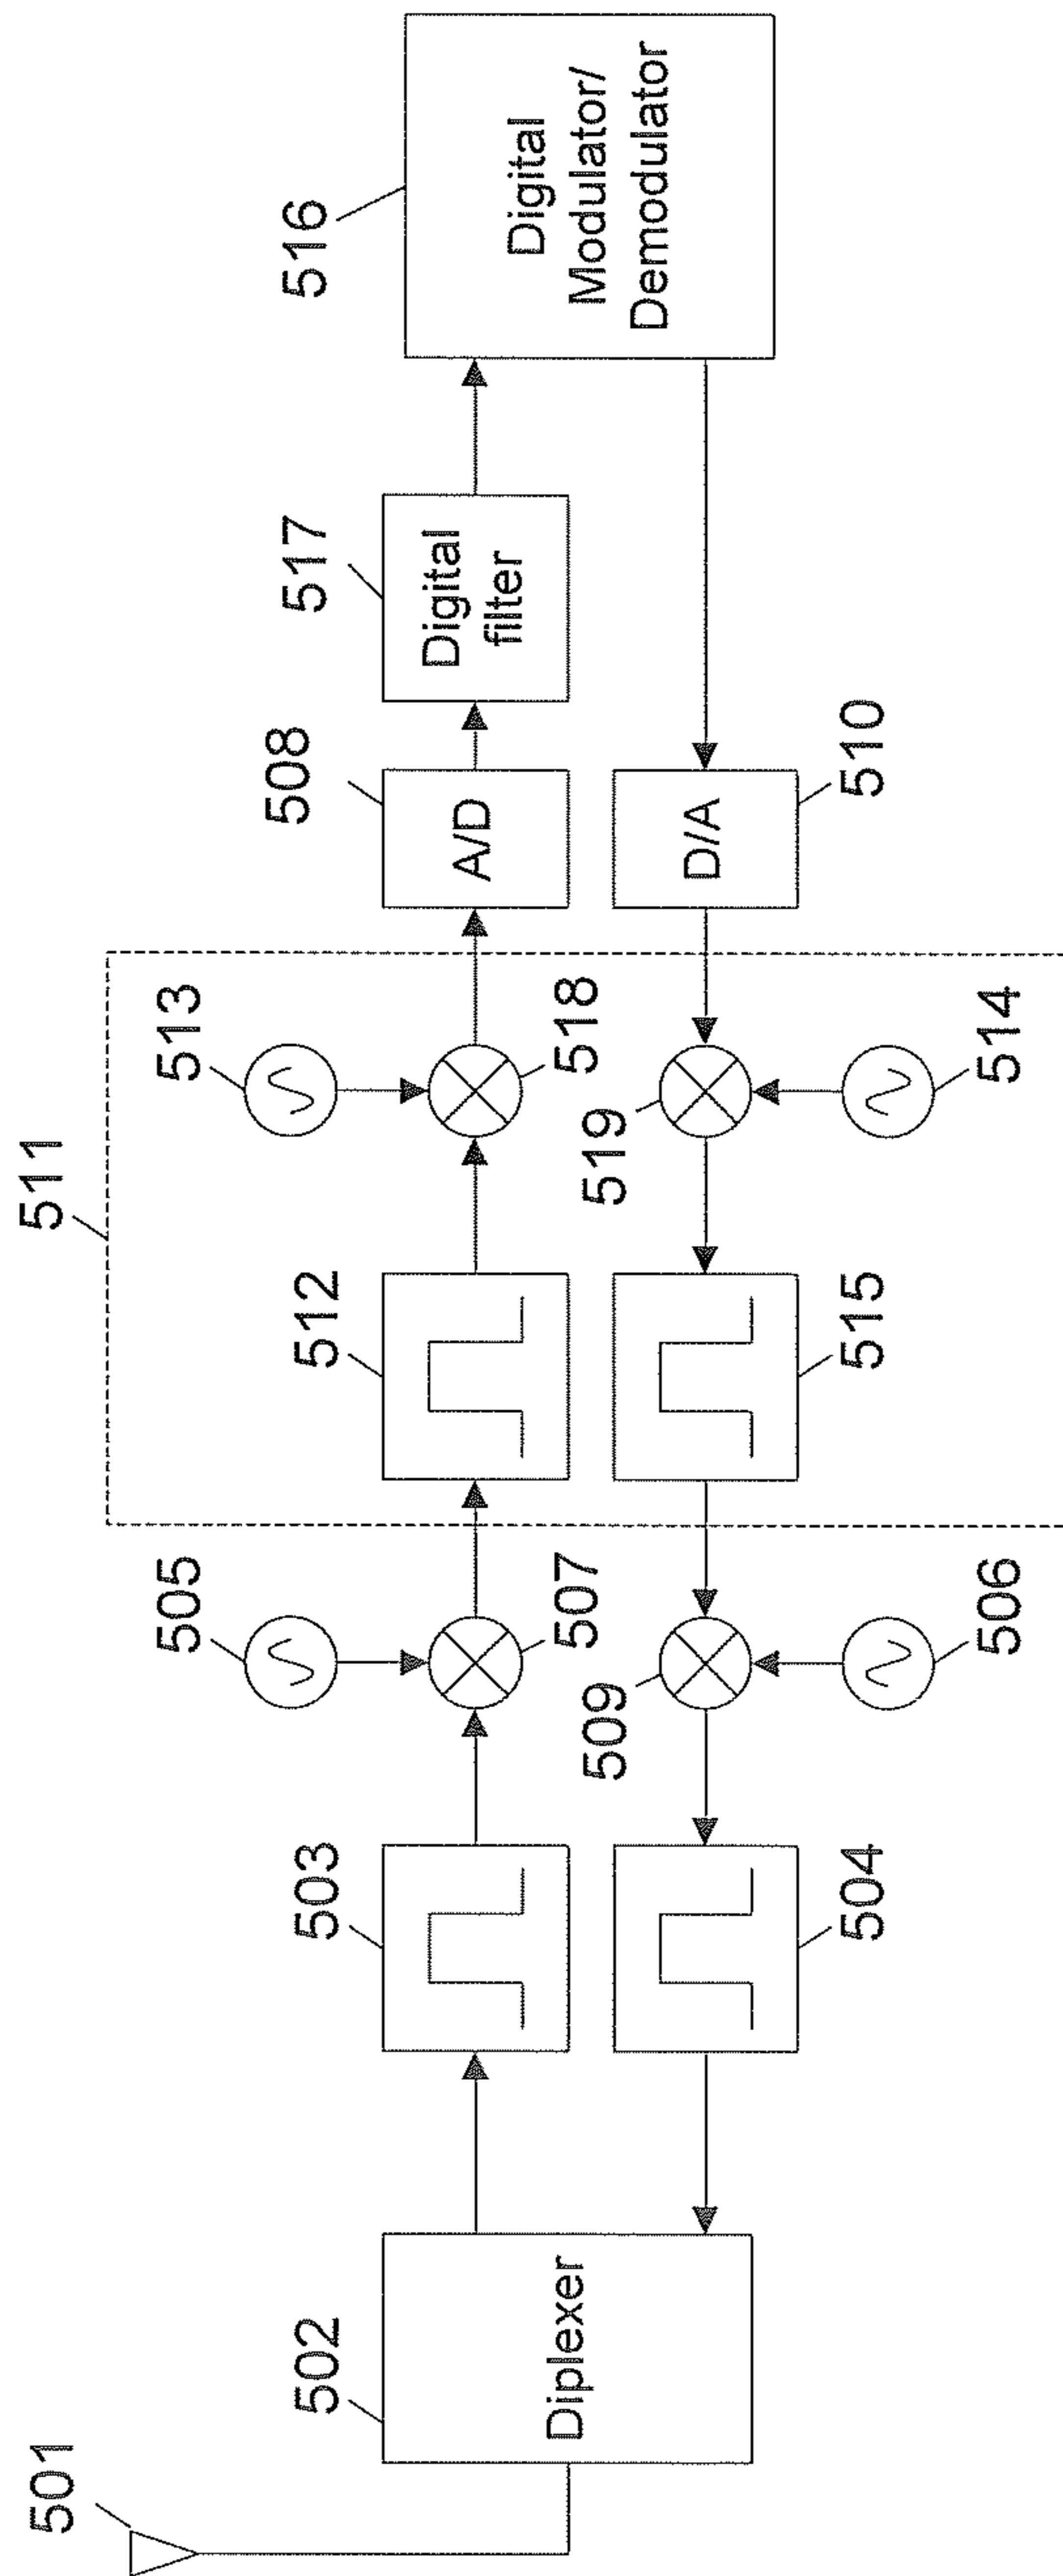 511
501
502
Diplexer
503
505
507
512
513
518
508
A/D
517
Digital
filter
516
Digital
Modulator/
Demodulator
504
509
506
515
519
514
D/A
510